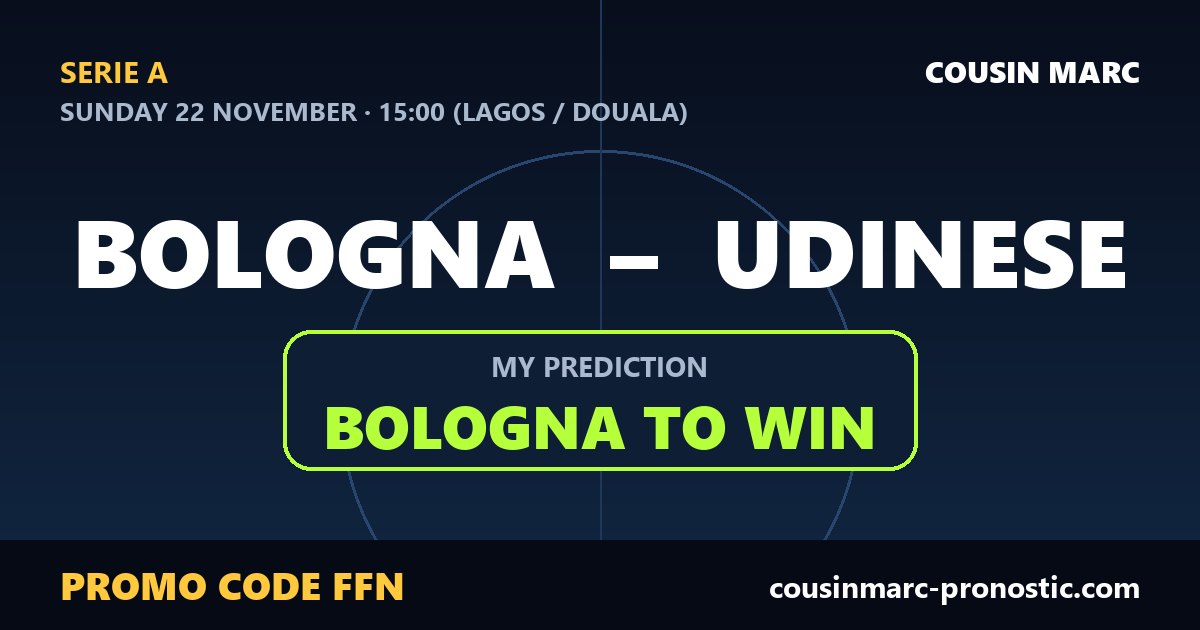 SERIE A
COUSIN MARC
SUNDAY 22 NOVEMBER · 15:00 (LAGOS / DOUALA)
BOLOGNA – UDINESE
MY PREDICTION
BOLOGNA TO WIN
PROMO CODE FFN
cousinmarc-pronostic.com